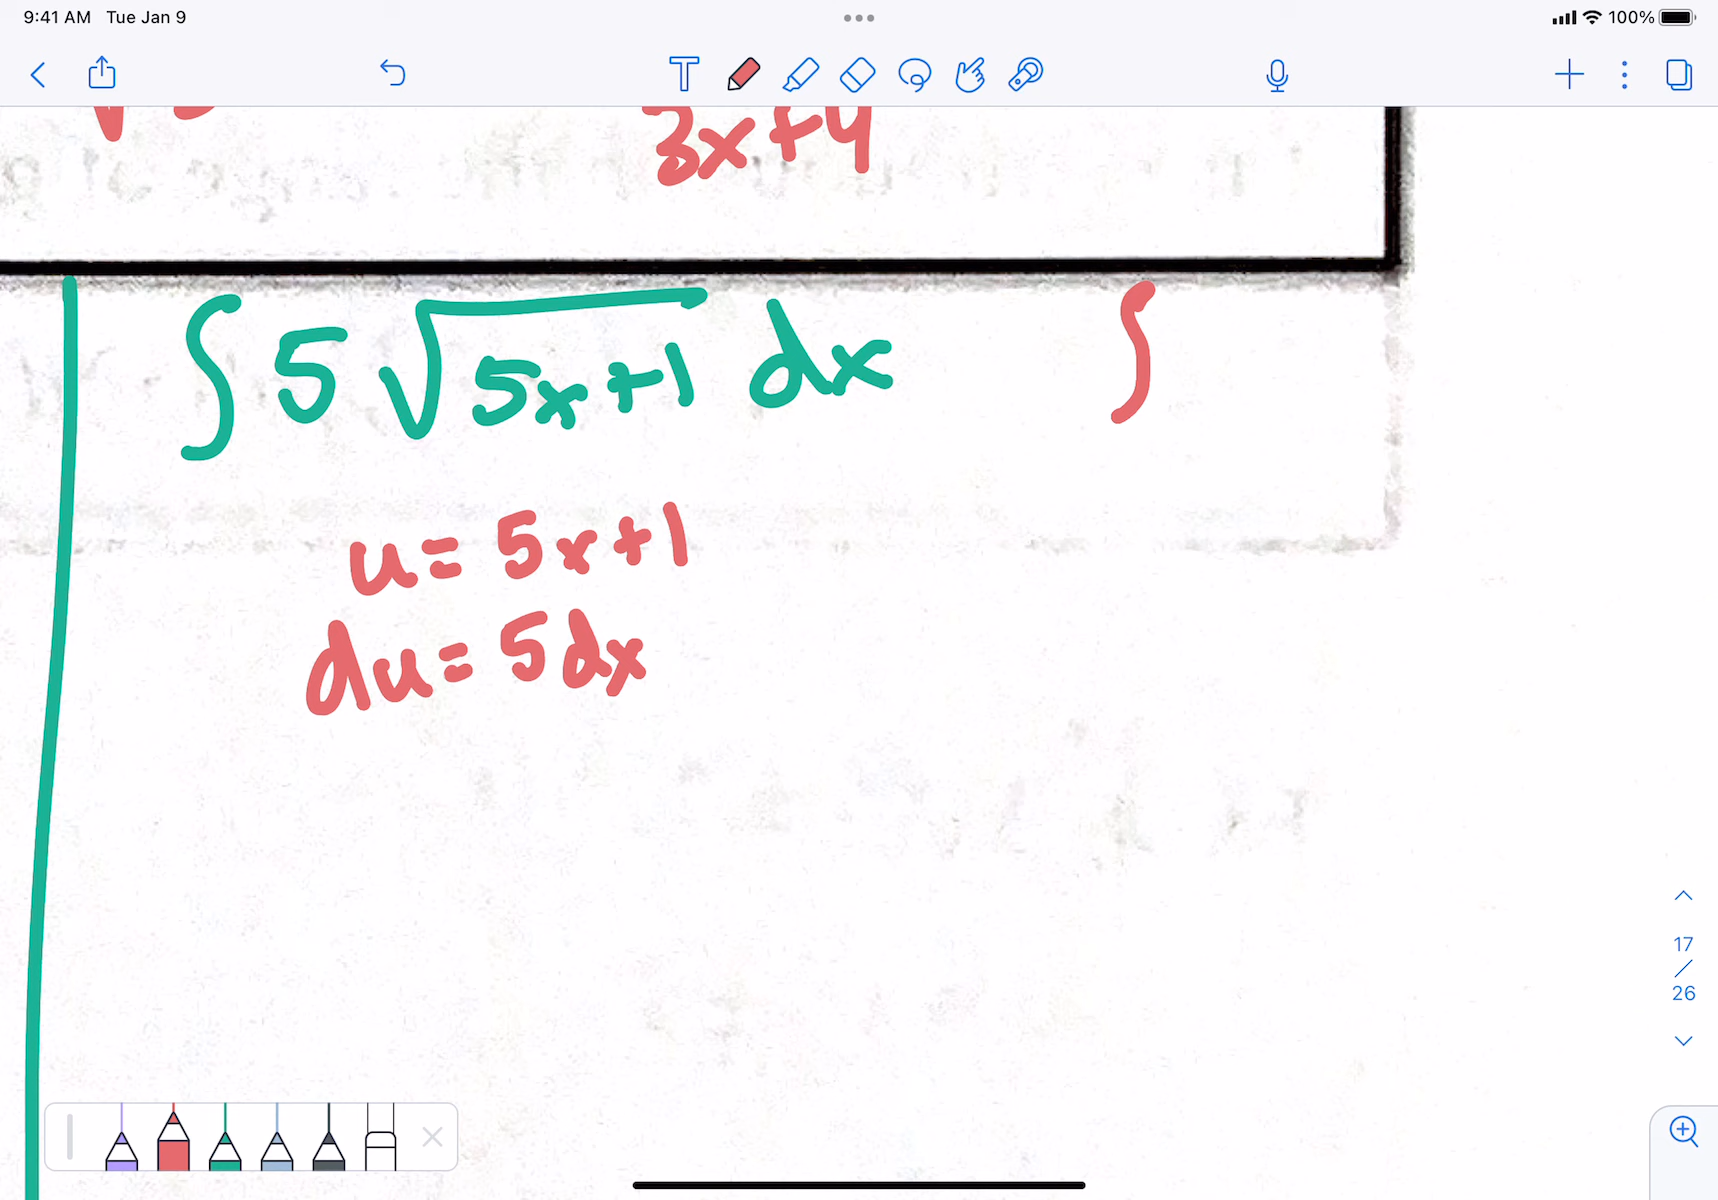 9:41 AM Tue Jan 9
100%
3x+4
∫ 5 √5x+1 dx ∫
u = 5x+1
du = 5dx
17
/
26